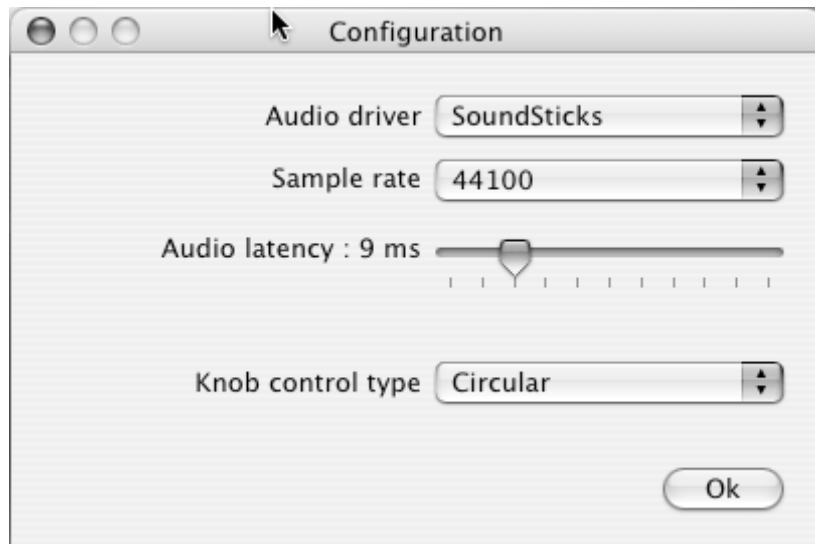 Configuration
Audio driver SoundSticks
Sample rate 44100
Audio latency : 9 ms
Knob control type Circular
Ok